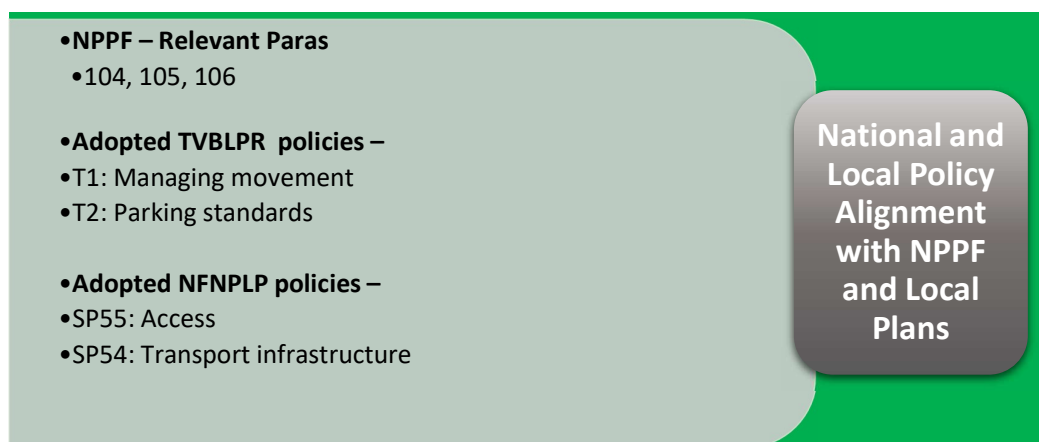 •NPPF – Relevant Paras
•104, 105, 106
•Adopted TVBLPR  policies –
•T1: Managing movement
•T2: Parking standards
•Adopted NFNPLP policies –
•SP55: Access
•SP54: Transport infrastructure
National and
Local Policy
Alignment
with NPPF
and Local
Plans